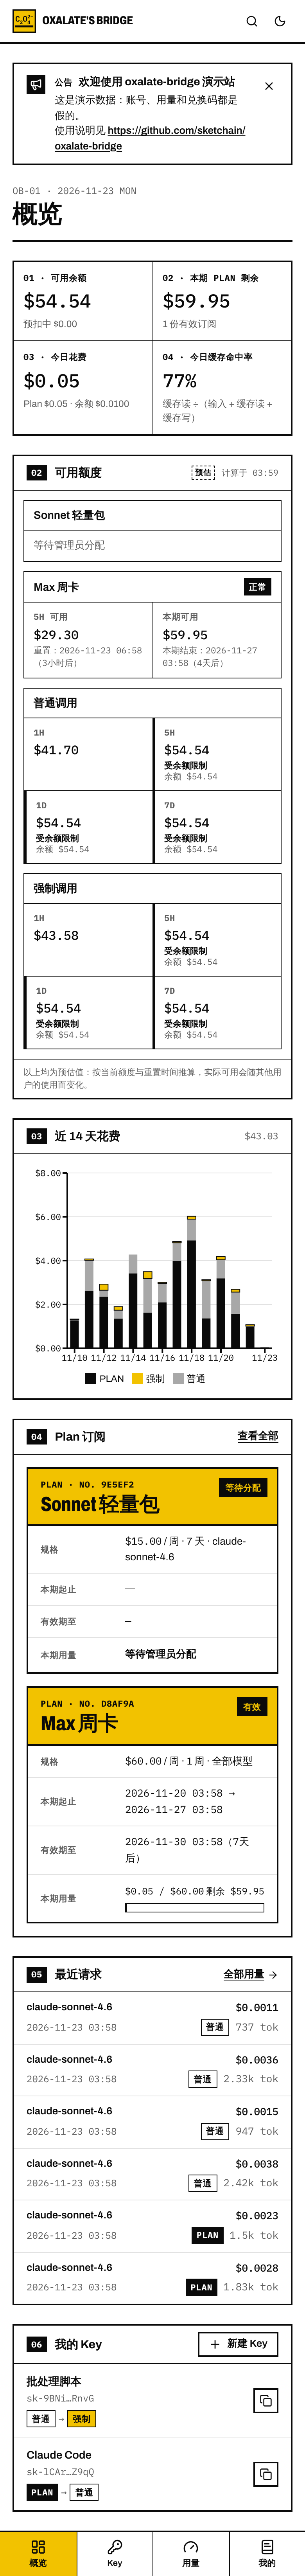 C₂O₄²⁻
OXALATE'S BRIDGE
公告 欢迎使用 oxalate-bridge 演示站
这是演示数据：账号、用量和兑换码都是
假的。
使用说明见 https://github.com/sketchain/
oxalate-bridge
OB-01 · 2026-11-23 MON
概览
01 · 可用余额
$54.54
预扣中 $0.00
02 · 本期 PLAN 剩余
$59.95
1 份有效订阅
03 · 今日花费
$0.05
Plan $0.05 · 余额 $0.0100
04 · 今日缓存命中率
77%
缓存读 ÷（输入 + 缓存读 +
缓存写）
02 可用额度 预估 计算于 03:59
Sonnet 轻量包
等待管理员分配
Max 周卡 正常
5H 可用
$29.30
重置：2026-11-23 06:58
（3小时后）
本期可用
$59.95
本期结束：2026-11-27
03:58（4天后）
普通调用
1H
$41.70
5H
$54.54
受余额限制
余额 $54.54
1D
$54.54
受余额限制
余额 $54.54
7D
$54.54
受余额限制
余额 $54.54
强制调用
1H
$43.58
5H
$54.54
受余额限制
余额 $54.54
1D
$54.54
受余额限制
余额 $54.54
7D
$54.54
受余额限制
余额 $54.54
以上均为预估值：按当前额度与重置时间推算，实际可用会随其他用
户的使用而变化。
03 近 14 天花费 $43.03
$8.00
$6.00
$4.00
$2.00
$0.00
11/10 11/12 11/14 11/16 11/18 11/20 11/23
PLAN 强制 普通
04 Plan 订阅 查看全部
PLAN · NO. 9E5EF2
Sonnet 轻量包
等待分配
规格 $15.00 / 周 · 7 天 · claude-
sonnet-4.6
本期起止 —
有效期至 —
本期用量 等待管理员分配
PLAN · NO. D8AF9A
Max 周卡
有效
规格 $60.00 / 周 · 1 周 · 全部模型
本期起止 2026-11-20 03:58 →
2026-11-27 03:58
有效期至 2026-11-30 03:58（7天
后）
本期用量 $0.05 / $60.00 剩余 $59.95
05 最近请求 全部用量 →
claude-sonnet-4.6 $0.0011
2026-11-23 03:58 普通 737 tok
claude-sonnet-4.6 $0.0036
2026-11-23 03:58 普通 2.33k tok
claude-sonnet-4.6 $0.0015
2026-11-23 03:58 普通 947 tok
claude-sonnet-4.6 $0.0038
2026-11-23 03:58 普通 2.42k tok
claude-sonnet-4.6 $0.0023
2026-11-23 03:58 PLAN 1.5k tok
claude-sonnet-4.6 $0.0028
2026-11-23 03:58 PLAN 1.83k tok
06 我的 Key + 新建 Key
批处理脚本
sk-9BNi…RnvG
普通 → 强制
Claude Code
sk-lCAr…Z9qQ
PLAN → 普通
概览 Key 用量 我的